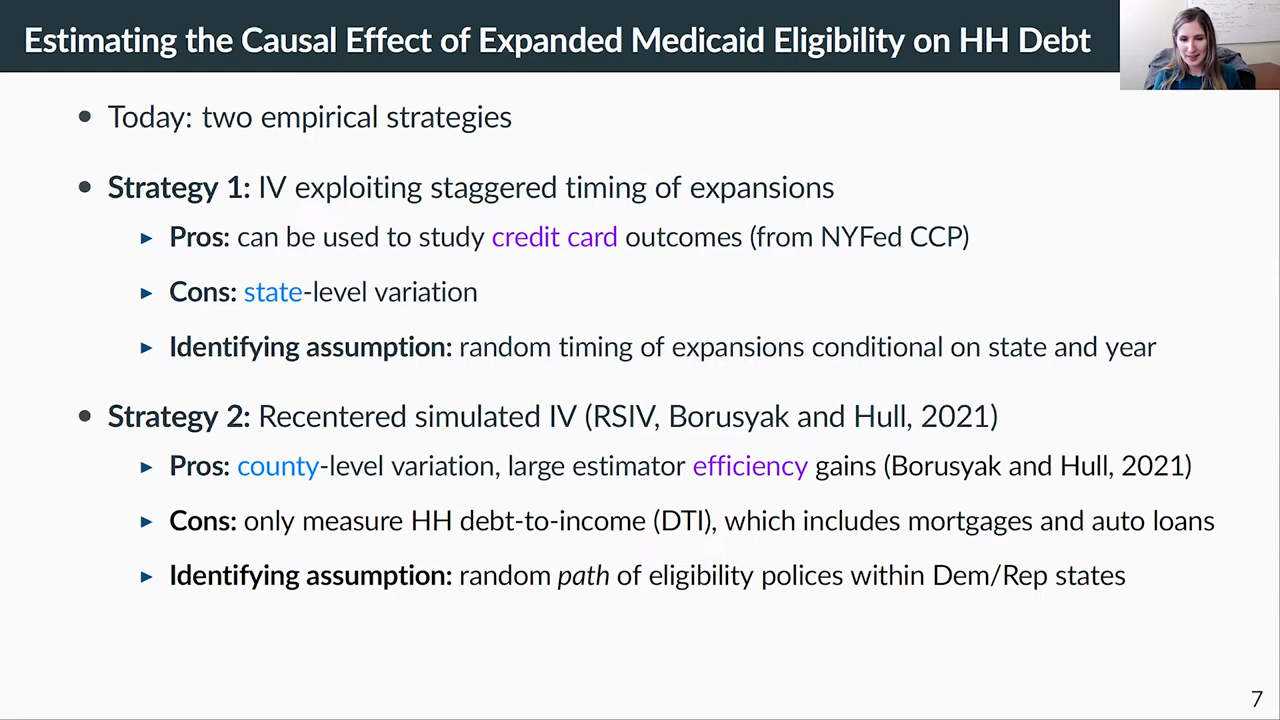 Estimating the Causal Effect of Expanded Medicaid Eligibility on HH Debt
• Today: two empirical strategies
• Strategy 1: IV exploiting staggered timing of expansions
▶ Pros: can be used to study credit card outcomes (from NYFed CCP)
▶ Cons: state-level variation
▶ Identifying assumption: random timing of expansions conditional on state and year
• Strategy 2: Recentered simulated IV (RSIV, Borusyak and Hull, 2021)
▶ Pros: county-level variation, large estimator efficiency gains (Borusyak and Hull, 2021)
▶ Cons: only measure HH debt-to-income (DTI), which includes mortgages and auto loans
▶ Identifying assumption: random path of eligibility polices within Dem/Rep states
7